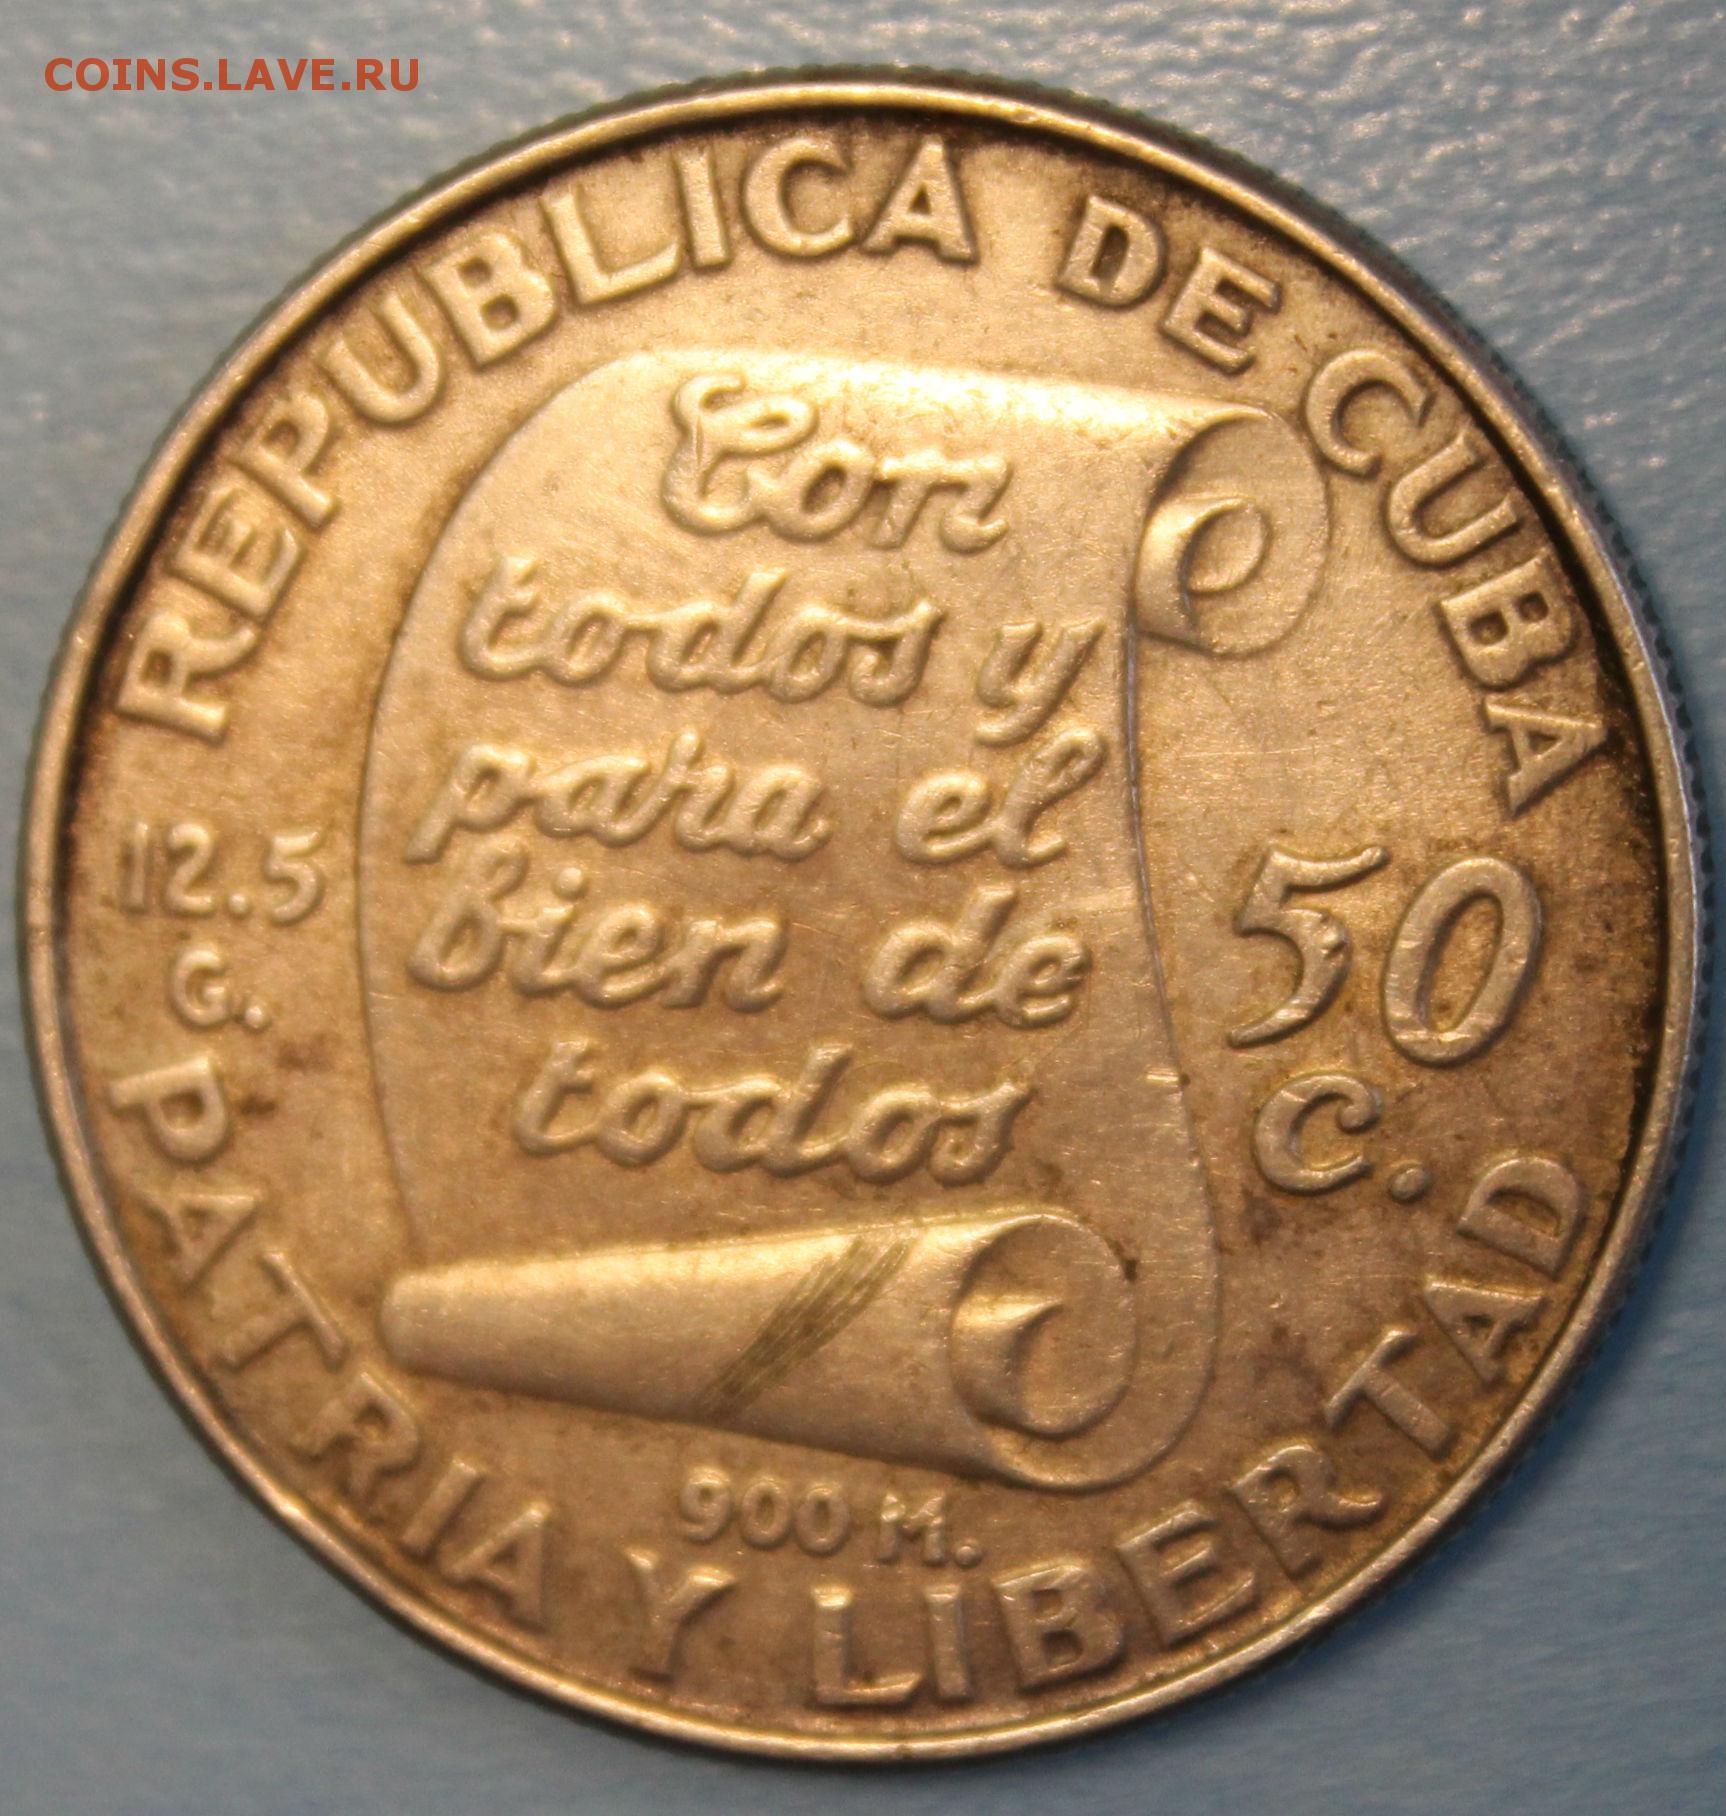 COINS.LAVE.RU
REPUBLICA DE CUBA
Con
todos y
para el
bien de
todos
12.5
G.
50
C.
900 M.
PATRIA Y LIBERTAD